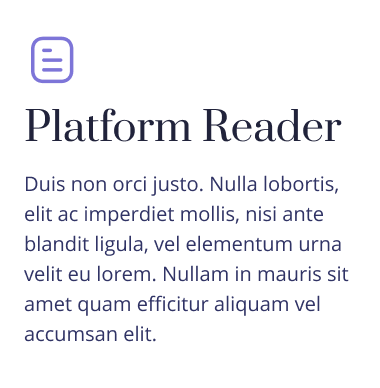 Platform Reader
Duis non orci justo. Nulla lobortis,
elit ac imperdiet mollis, nisi ante
blandit ligula, vel elementum urna
velit eu lorem. Nullam in mauris sit
amet quam efficitur aliquam vel
accumsan elit.